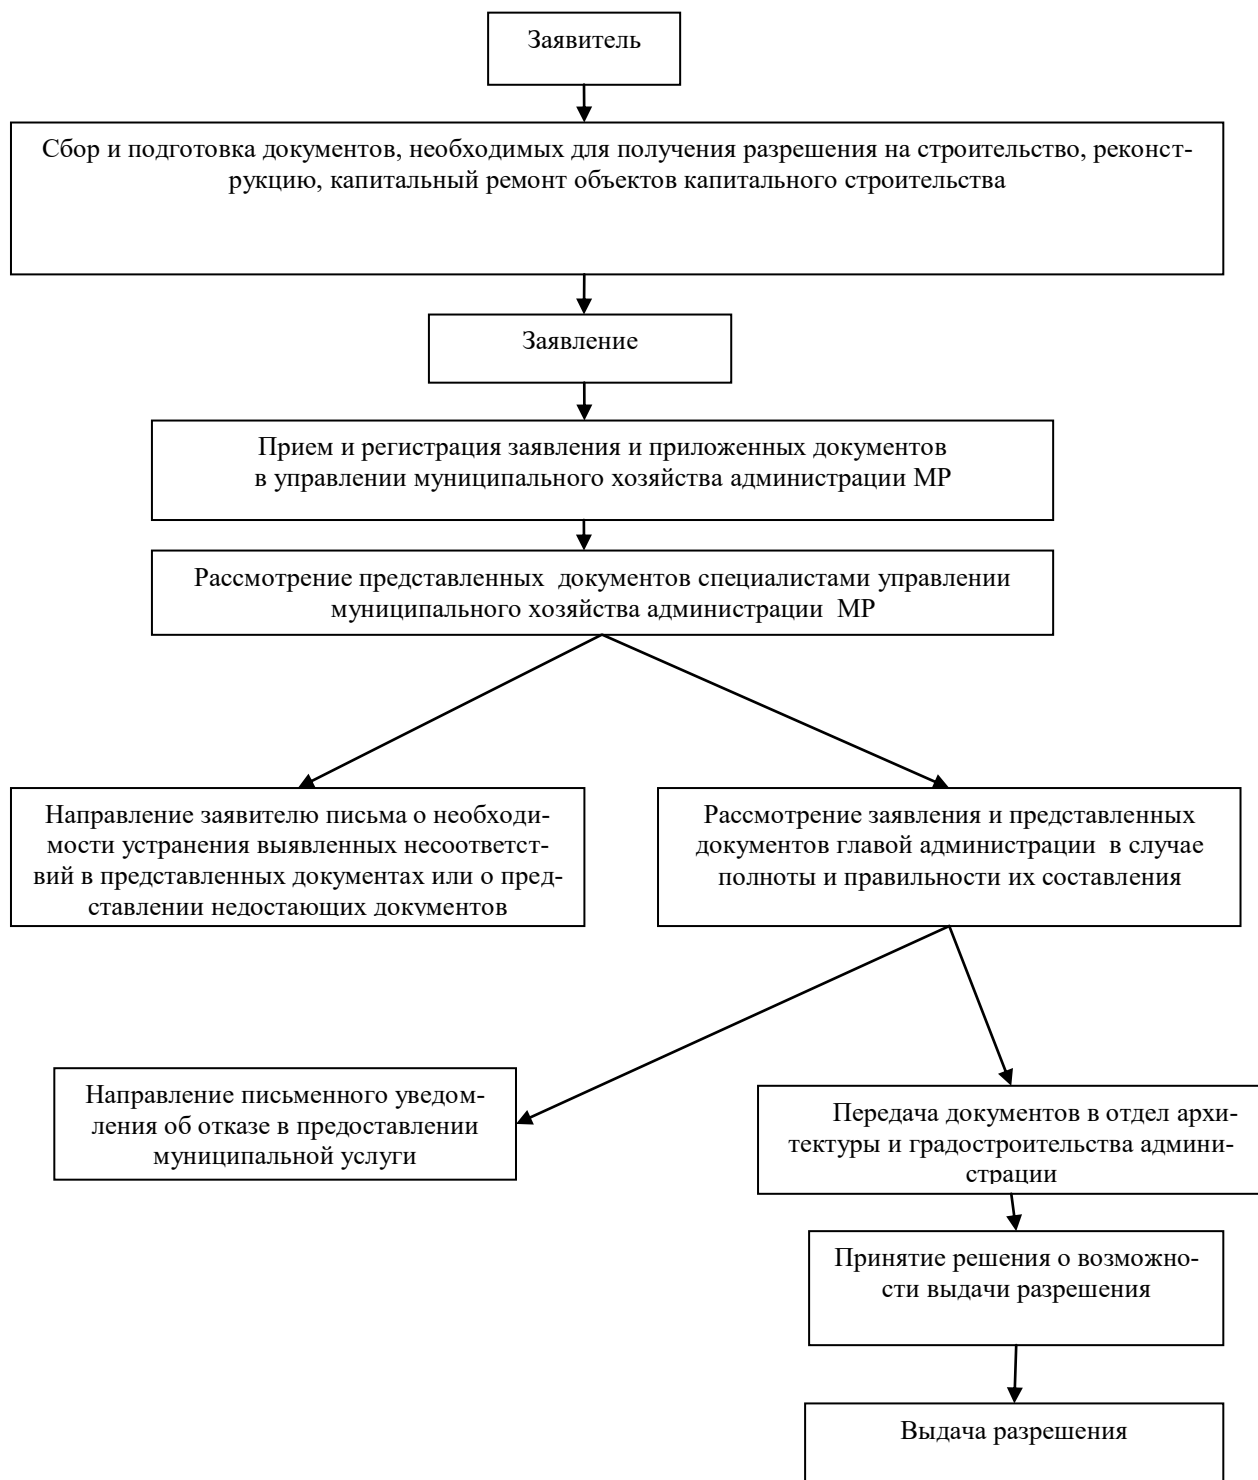 Заявитель
Сбор и подготовка документов, необходимых для получения разрешения на строительство, реконст-
рукцию, капитальный ремонт объектов капитального строительства
Заявление
Прием и регистрация заявления и приложенных документов
в управлении муниципального хозяйства администрации МР
Рассмотрение представленных документов специалистами управлении
муниципального хозяйства администрации МР
Направление заявителю письма о необходи-
мости устранения выявленных несоответст-
вий в представленных документах или о пред-
ставлении недостающих документов
Рассмотрение заявления и представленных
документов главой администрации в случае
полноты и правильности их составления
Направление письменного уведом-
ления об отказе в предоставлении
муниципальной услуги
Передача документов в отдел архи-
тектуры и градостроительства админи-
страции
Принятие решения о возможно-
сти выдачи разрешения
Выдача разрешения